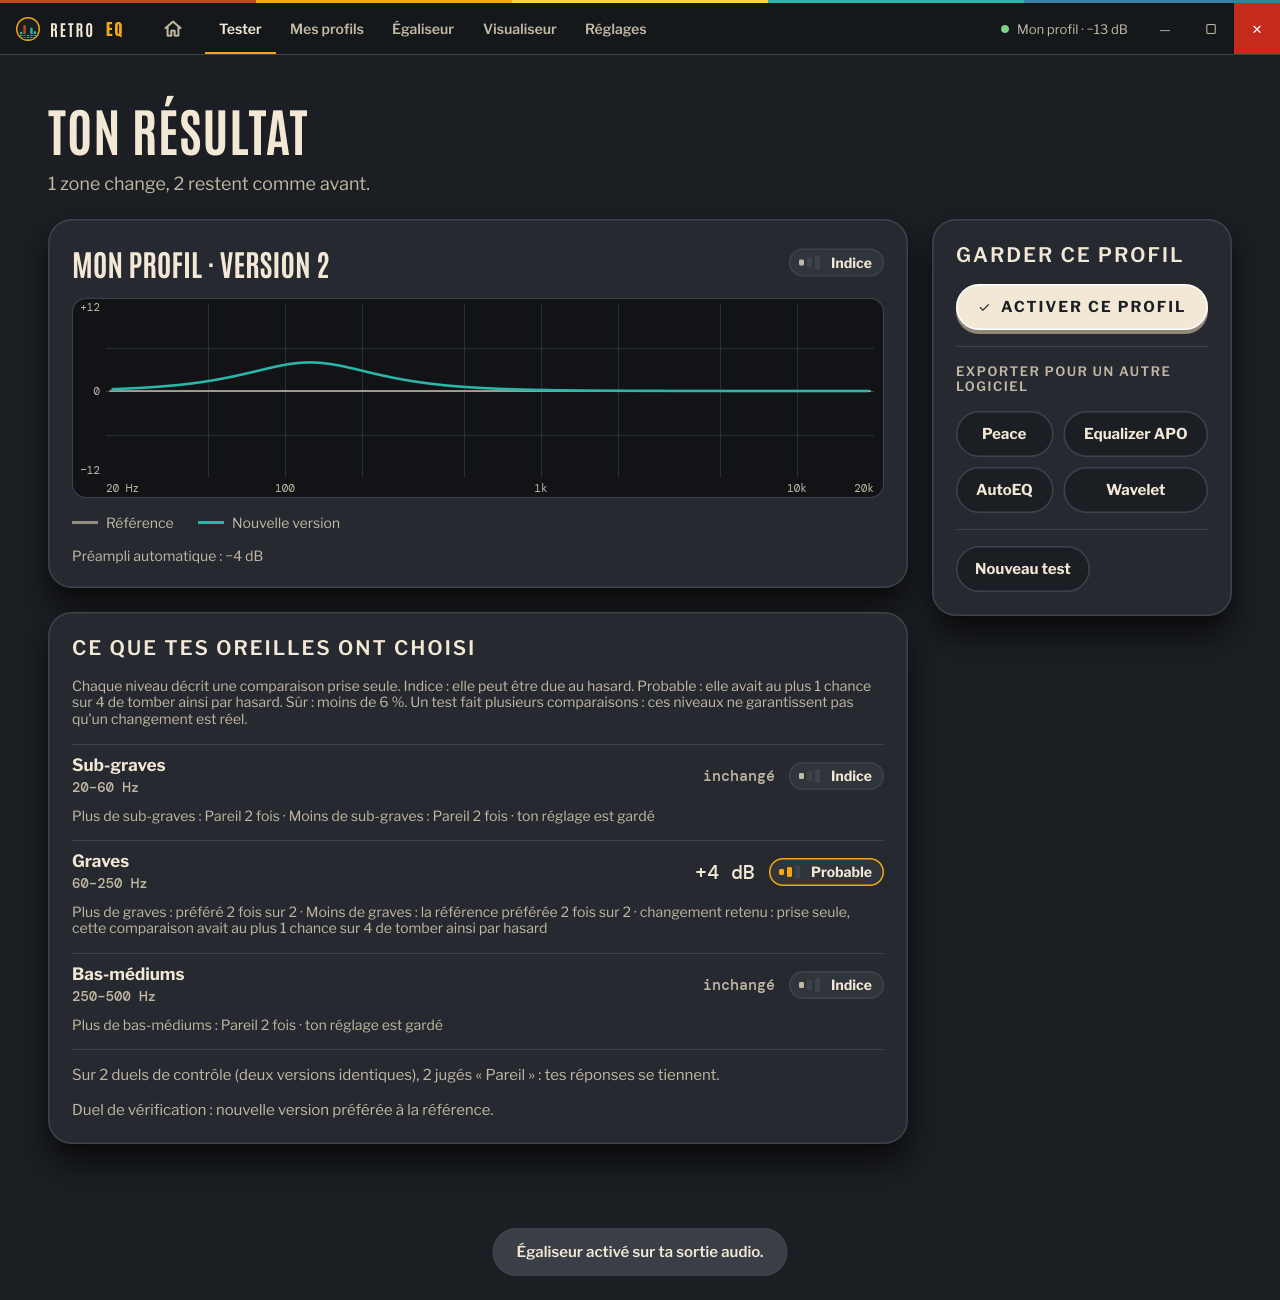 RETRO EQ
Tester
Mes profils
Égaliseur
Visualiseur
Réglages
Mon profil · −13 dB
TON RÉSULTAT
1 zone change, 2 restent comme avant.
MON PROFIL · VERSION 2
Indice
+12
0
−12
20 Hz
100
1k
10k
20k
Référence
Nouvelle version
Préampli automatique : −4 dB
GARDER CE PROFIL
✓ ACTIVER CE PROFIL
EXPORTER POUR UN AUTRE
LOGICIEL
Peace
Equalizer APO
AutoEQ
Wavelet
Nouveau test
CE QUE TES OREILLES ONT CHOISI
Chaque niveau décrit une comparaison prise seule. Indice : elle peut être due au hasard. Probable : elle avait au plus 1 chance
sur 4 de tomber ainsi par hasard. Sûr : moins de 6 %. Un test fait plusieurs comparaisons : ces niveaux ne garantissent pas
qu’un changement est réel.
Sub-graves
20–60 Hz
inchangé
Indice
Plus de sub-graves : Pareil 2 fois · Moins de sub-graves : Pareil 2 fois · ton réglage est gardé
Graves
60–250 Hz
+4 dB
Probable
Plus de graves : préféré 2 fois sur 2 · Moins de graves : la référence préférée 2 fois sur 2 · changement retenu : prise seule,
cette comparaison avait au plus 1 chance sur 4 de tomber ainsi par hasard
Bas-médiums
250–500 Hz
inchangé
Indice
Plus de bas-médiums : Pareil 2 fois · ton réglage est gardé
Sur 2 duels de contrôle (deux versions identiques), 2 jugés « Pareil » : tes réponses se tiennent.
Duel de vérification : nouvelle version préférée à la référence.
Égaliseur activé sur ta sortie audio.